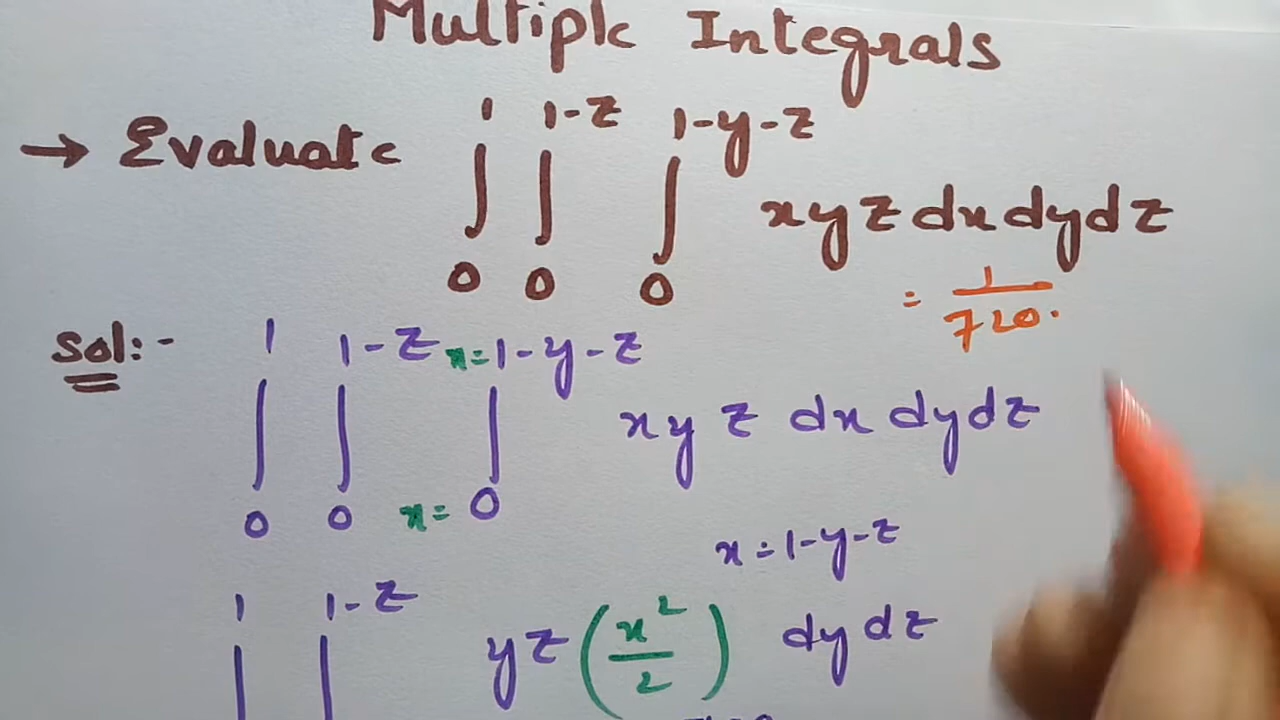 Multiple Integrals
→ Evaluate ∫₀¹ ∫₀^{1-z} ∫₀^{1-y-z} xyz dx dy dz
= 1/720.
Sol:- ∫₀¹ ∫₀^{1-z} ∫_{x=0}^{x=1-y-z} xyz dx dy dz
∫¹ ∫^{1-z} yz (x²/2)^{x=1-y-z} dy dz